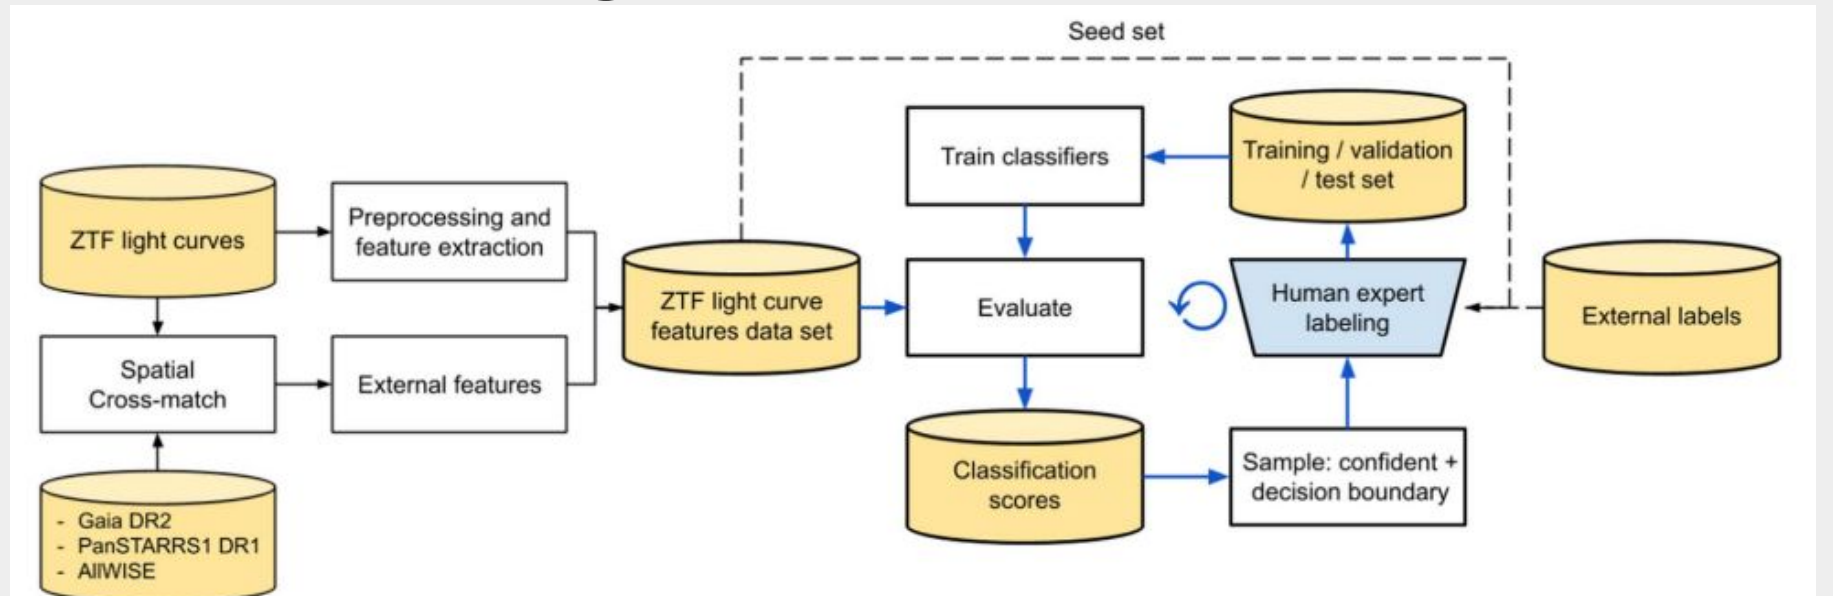 Seed set
ZTF light curves
Preprocessing and
feature extraction
Spatial
Cross-match
External features
- Gaia DR2
- PanSTARRS1 DR1
- AllWISE
ZTF light curve
features data set
Train classifiers
Training / validation
/ test set
Evaluate
Human expert
labeling
External labels
Classification
scores
Sample: confident +
decision boundary